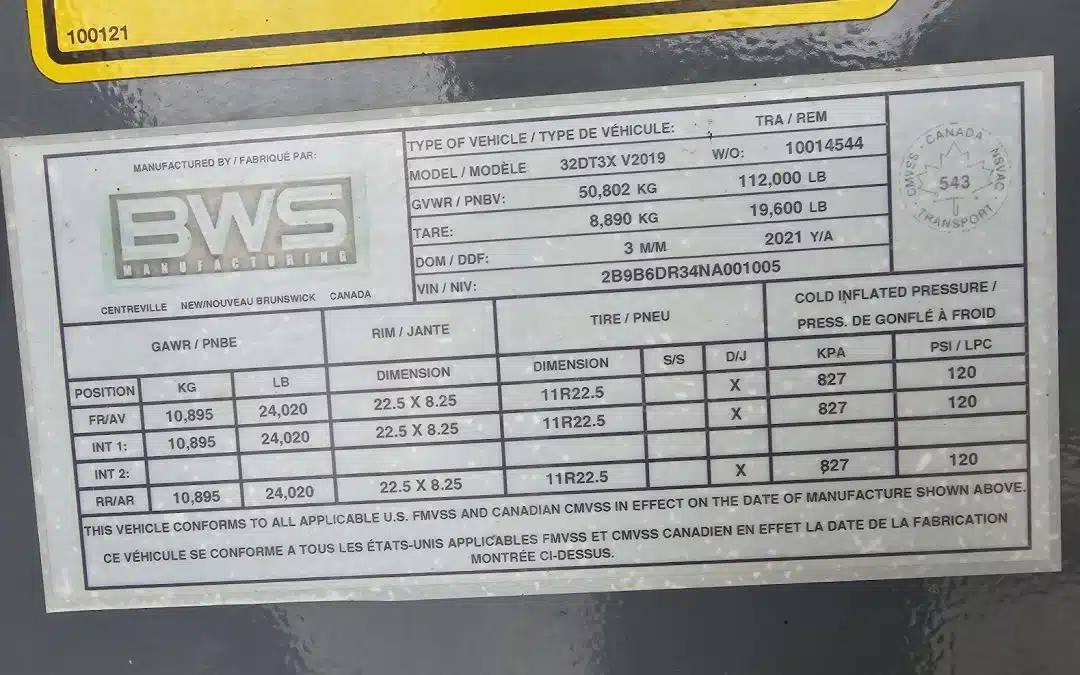 100121
MANUFACTURED BY / FABRIQUÉ PAR:
BWS
MANUFACTURING
CENTREVILLE NEW/NOUVEAU BRUNSWICK CANADA
TYPE OF VEHICLE / TYPE DE VÉHICULE: TRA / REM
MODEL / MODÈLE 32DT3X V2019 W/O: 10014544
GVWR / PNBV: 50,802 KG 112,000 LB
TARE: 8,890 KG 19,600 LB
DOM / DDF: 3 M/M 2021 Y/A
VIN / NIV: 2B9B6DR34NA001005
CANADA
CMVSS 543 NSVAC
TRANSPORT
GAWR / PNBE RIM / JANTE TIRE / PNEU COLD INFLATED PRESSURE /
PRESS. DE GONFLÉ À FROID
POSITION KG LB DIMENSION DIMENSION S/S D/J KPA PSI / LPC
FR/AV 10,895 24,020 22.5 X 8.25 11R22.5 X 827 120
INT 1: 10,895 24,020 22.5 X 8.25 11R22.5 X 827 120
INT 2:
RR/AR 10,895 24,020 22.5 X 8.25 11R22.5 X 827 120
THIS VEHICLE CONFORMS TO ALL APPLICABLE U.S. FMVSS AND CANADIAN CMVSS IN EFFECT ON THE DATE OF MANUFACTURE SHOWN ABOVE.
CE VÉHICULE SE CONFORME A TOUS LES ÉTATS-UNIS APPLICABLES FMVSS ET CMVSS CANADIEN EN EFFET LA DATE DE LA FABRICATION
MONTRÉE CI-DESSUS.